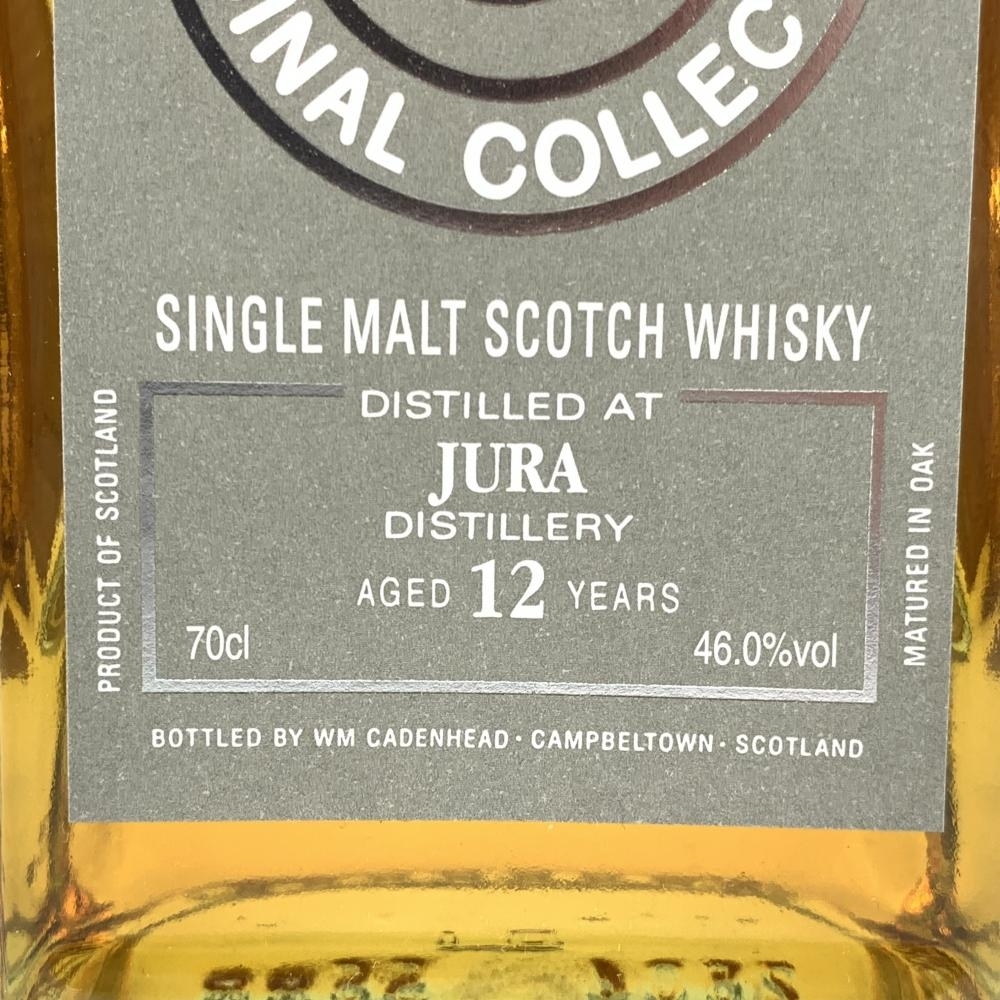 INAL COLLEC
SINGLE MALT SCOTCH WHISKY
DISTILLED AT
JURA
DISTILLERY
AGED 12 YEARS
70cl 46.0%vol
PRODUCT OF SCOTLAND
MATURED IN OAK
BOTTLED BY WM CADENHEAD · CAMPBELTOWN · SCOTLAND